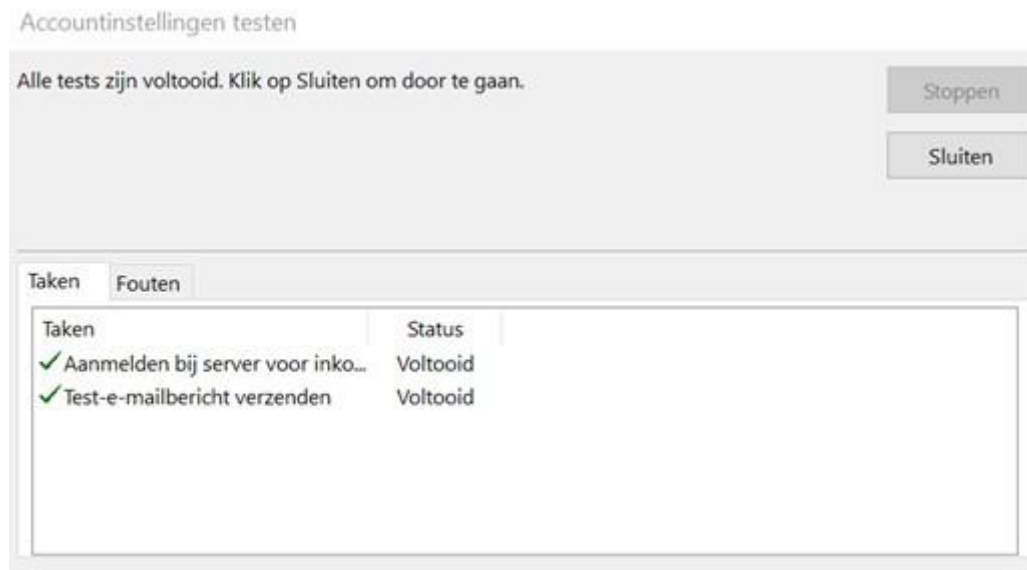 Accountinstellingen testen
Alle tests zijn voltooid. Klik op Sluiten om door te gaan.
Stoppen
Sluiten
Taken Fouten
Taken Status
Aanmelden bij server voor inko... Voltooid
Test-e-mailbericht verzenden Voltooid